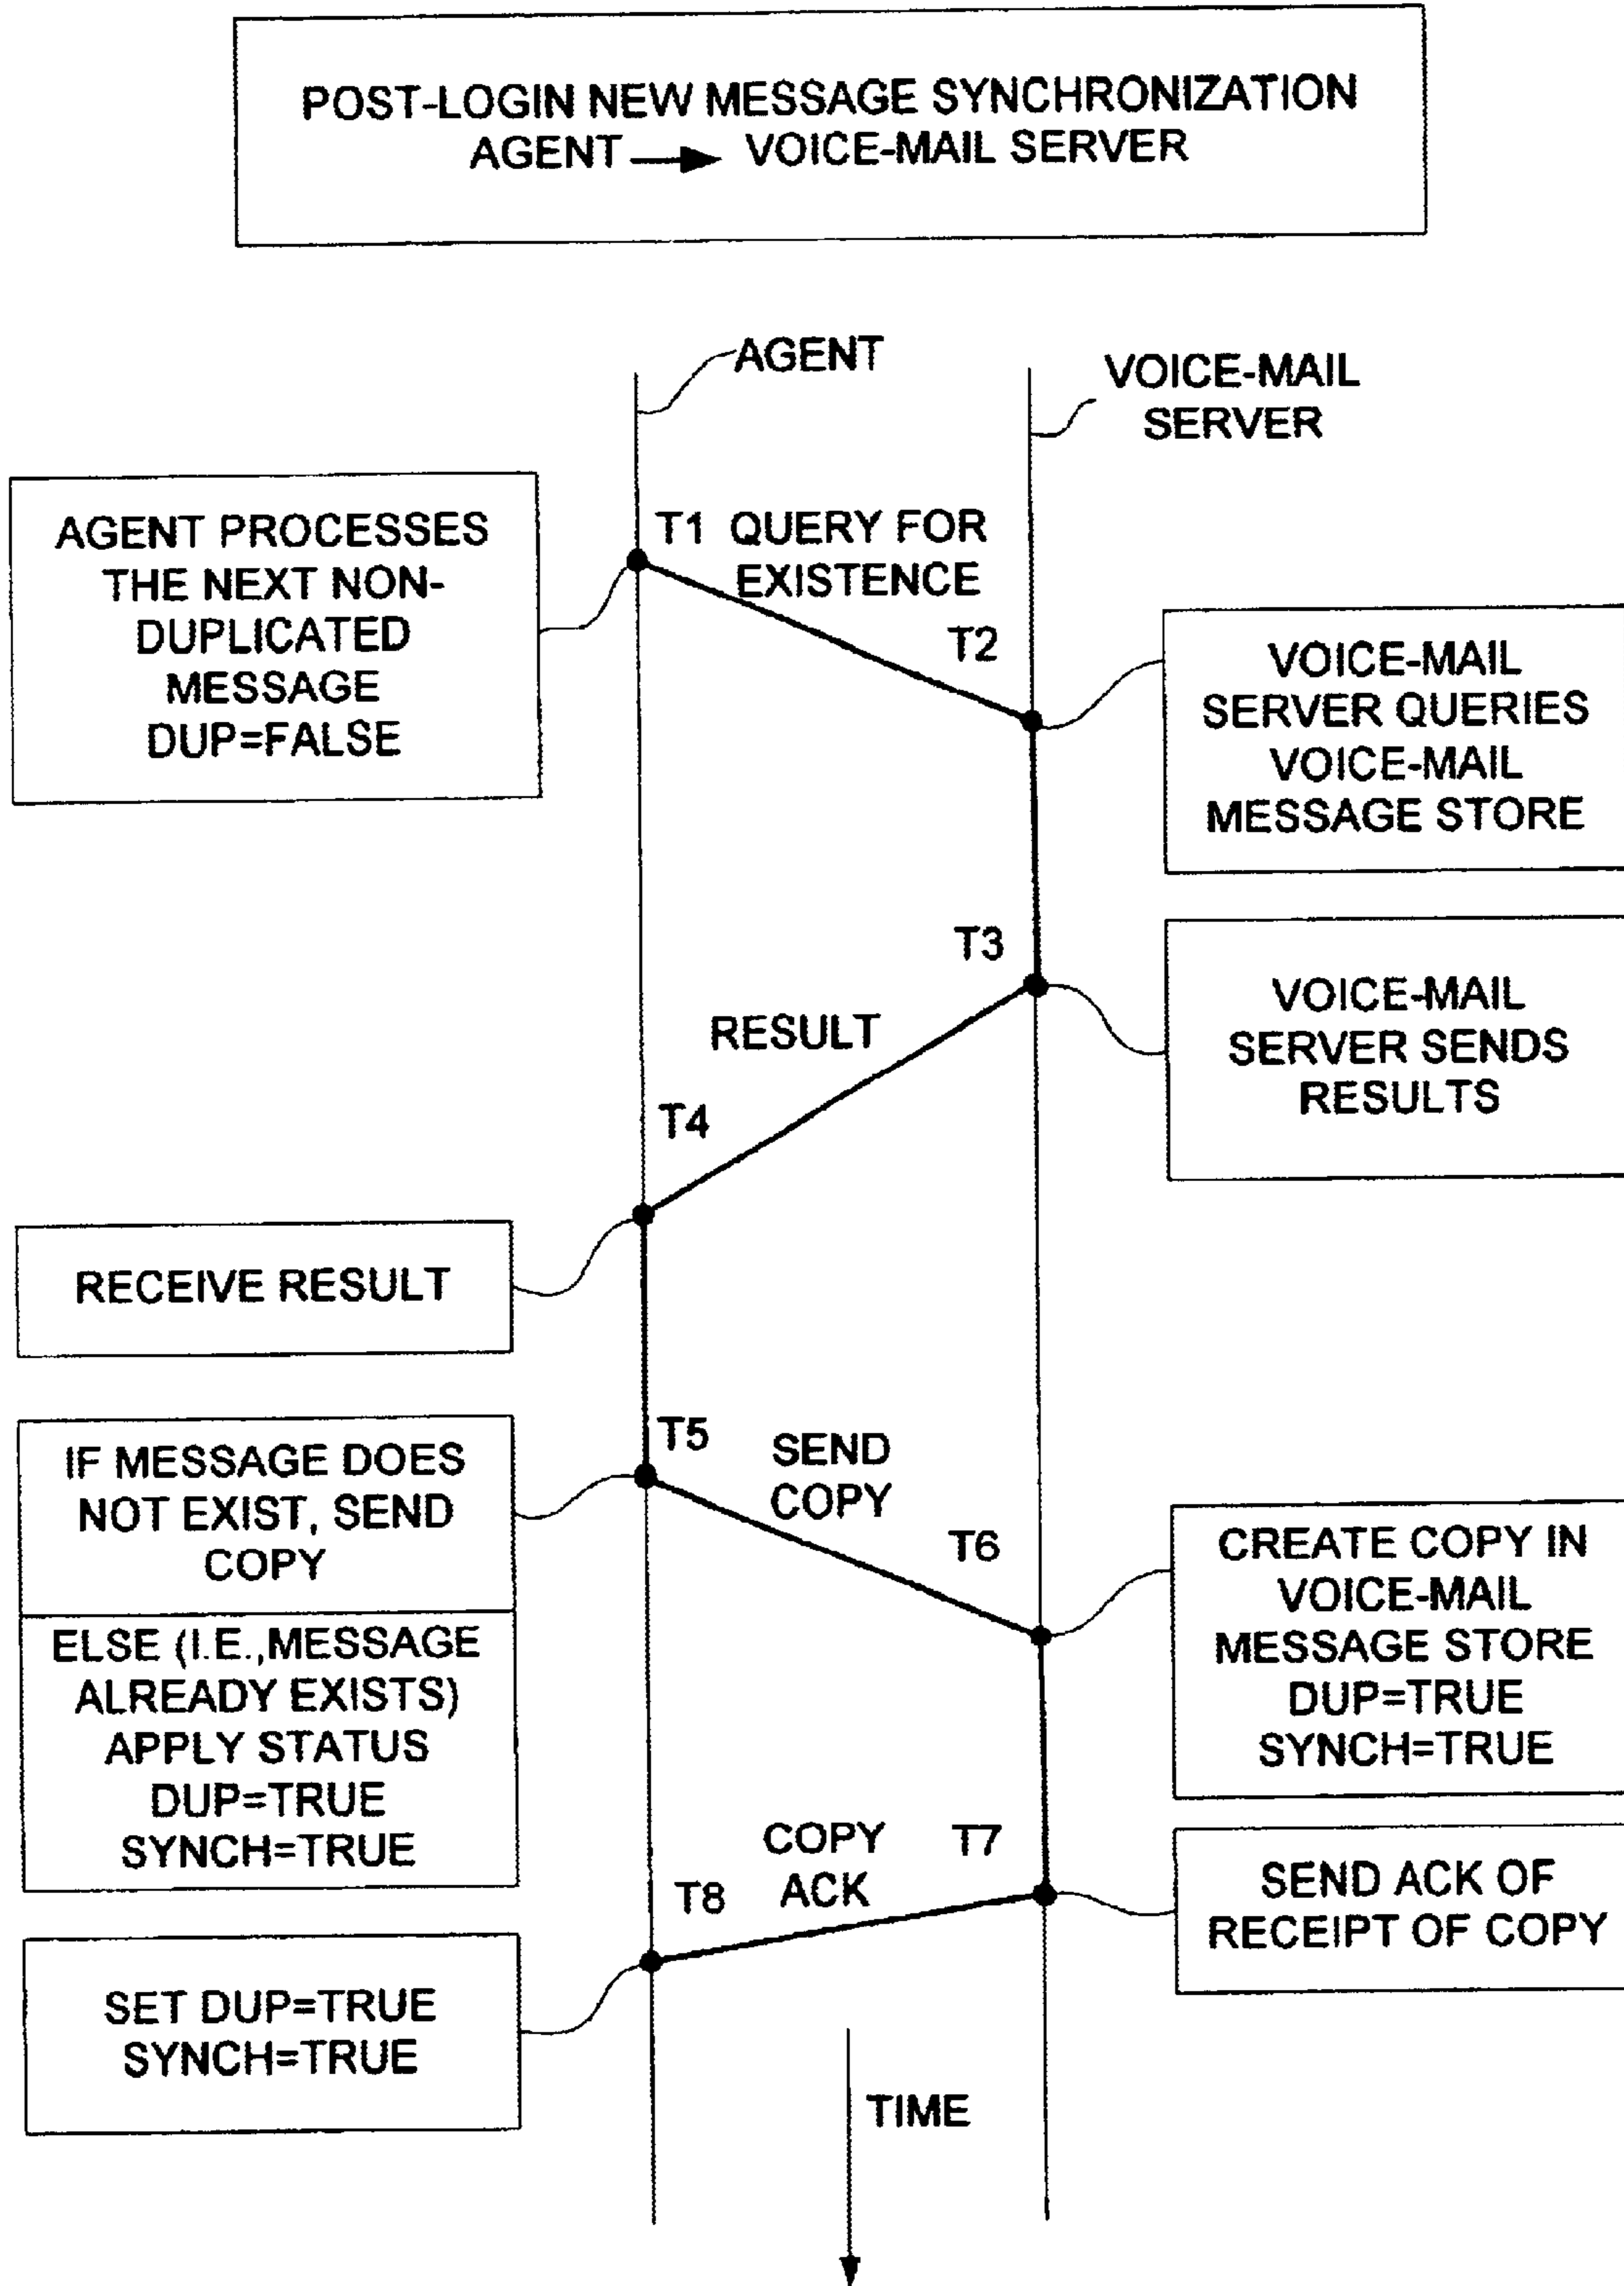 POST-LOGIN NEW MESSAGE SYNCHRONIZATION
AGENT → VOICE-MAIL SERVER
AGENT
VOICE-MAIL
SERVER
AGENT PROCESSES
THE NEXT NON-
DUPLICATED
MESSAGE
DUP=FALSE
T1 QUERY FOR
EXISTENCE
T2
VOICE-MAIL
SERVER QUERIES
VOICE-MAIL
MESSAGE STORE
T3
VOICE-MAIL
SERVER SENDS
RESULTS
RESULT
T4
RECEIVE RESULT
T5
SEND
COPY
IF MESSAGE DOES
NOT EXIST, SEND
COPY
ELSE (I.E.,MESSAGE
ALREADY EXISTS)
APPLY STATUS
DUP=TRUE
SYNCH=TRUE
T6
CREATE COPY IN
VOICE-MAIL
MESSAGE STORE
DUP=TRUE
SYNCH=TRUE
COPY
ACK
T7
SEND ACK OF
RECEIPT OF COPY
T8
SET DUP=TRUE
SYNCH=TRUE
TIME